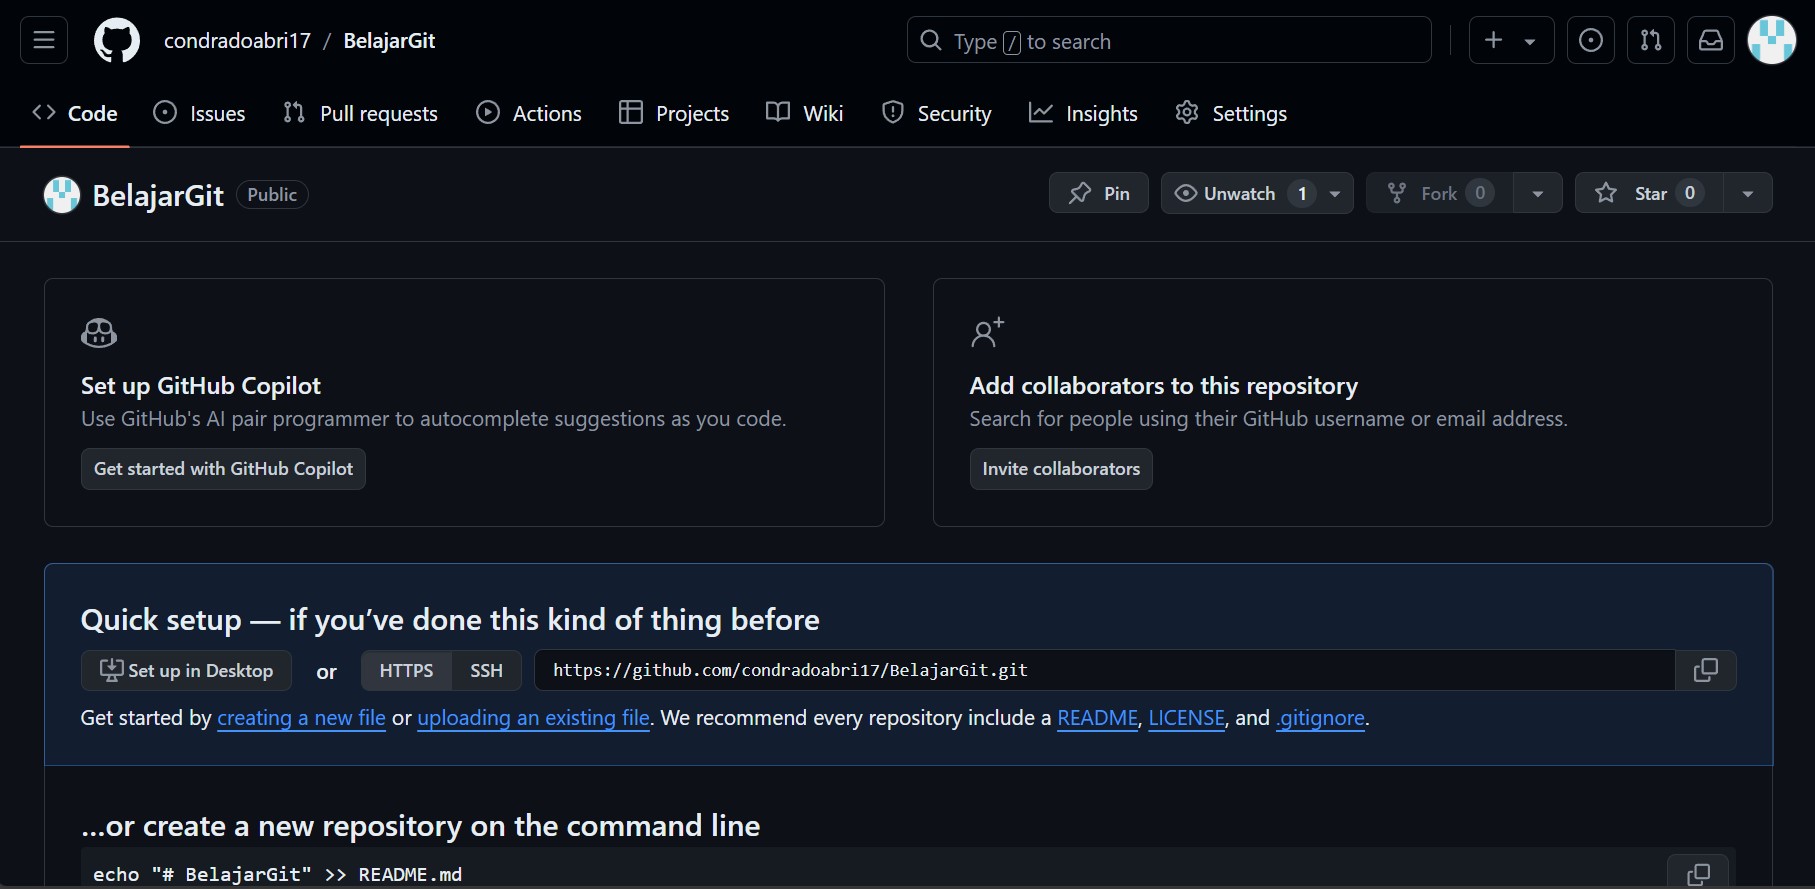 condradoabri17 / BelajarGit
Type / to search
Code Issues Pull requests Actions Projects Wiki Security Insights Settings
BelajarGit Public Pin Unwatch 1 Fork 0 Star 0
Set up GitHub Copilot
Use GitHub's AI pair programmer to autocomplete suggestions as you code.
Get started with GitHub Copilot
Add collaborators to this repository
Search for people using their GitHub username or email address.
Invite collaborators
Quick setup — if you’ve done this kind of thing before
Set up in Desktop or HTTPS SSH https://github.com/condradoabri17/BelajarGit.git
Get started by creating a new file or uploading an existing file. We recommend every repository include a README, LICENSE, and .gitignore.
…or create a new repository on the command line
echo "# BelajarGit" >> README.md